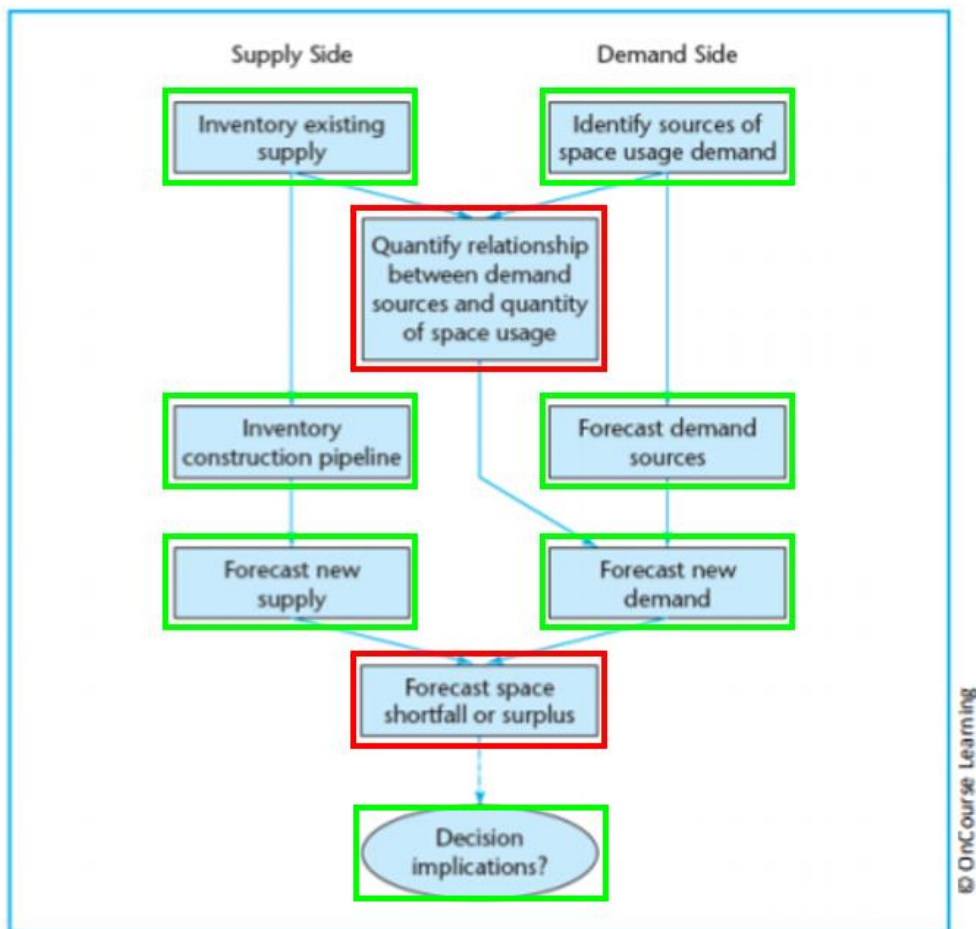 Supply Side
Demand Side
Inventory existing
supply
Identify sources of
space usage demand
Quantify relationship
between demand
sources and quantity
of space usage
Inventory
construction pipeline
Forecast demand
sources
Forecast new
supply
Forecast new
demand
Forecast space
shortfall or surplus
Decision
implications?
© OnCourse Learning